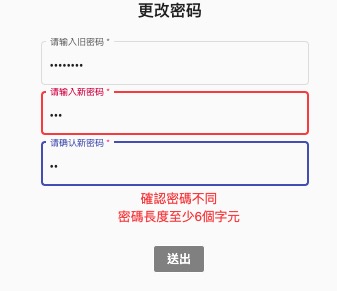 更改密码
请输入旧密码 *
••••••••
请输入新密码 *
•••
请确认新密码 *
••
確認密碼不同
密碼長度至少6個字元
送出